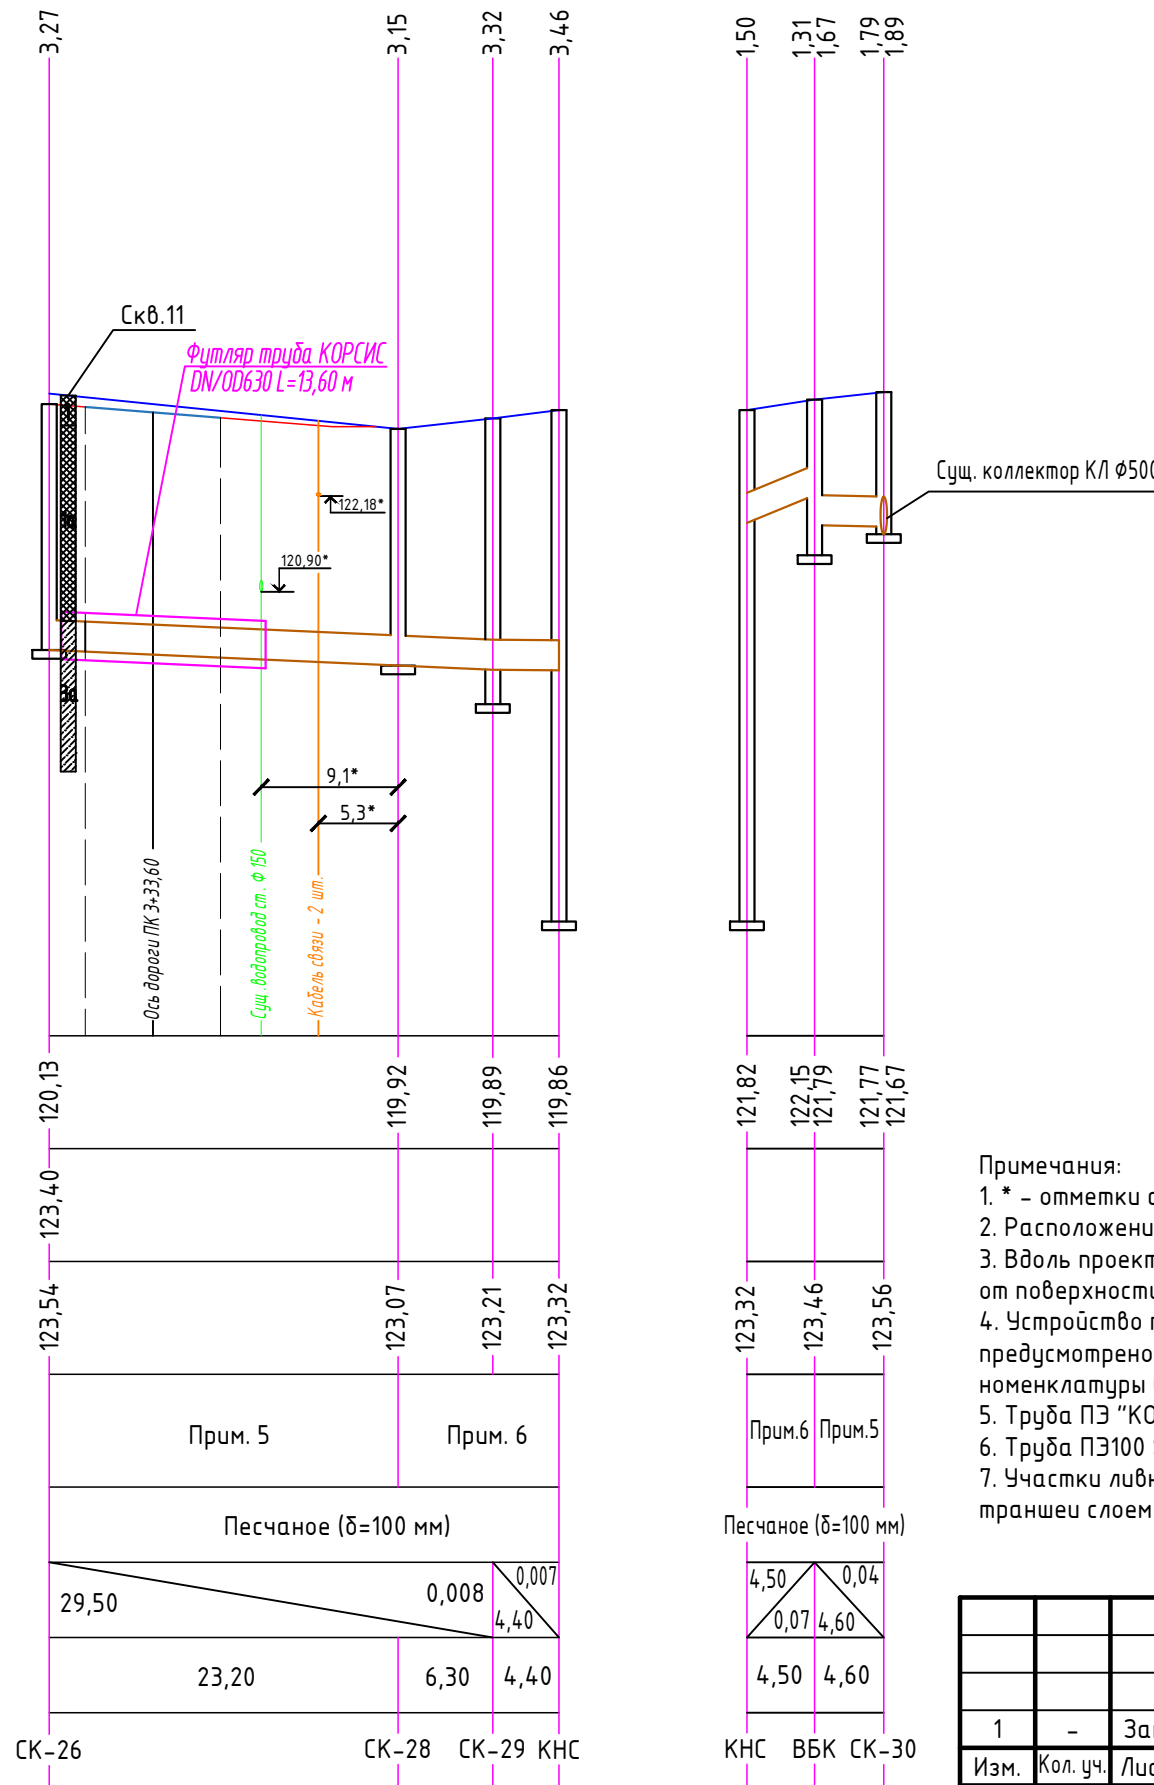 3,27
3,15
3,32
3,46
1,50
1,31
1,67
1,79
1,89
Скв.11
Футляр труба КОРСИС
DN/OD630 L=13,60 м
122,18*
120,90*
Сущ. коллектор КЛ Ф500
3а
9,1*
5,3*
Ось дороги ПК 3+33,60
Сущ. водопровод ст. Ф 150
Кабель связи - 2 шт.
120,13
119,92
119,89
119,86
121,82
122,15
121,79
121,77
121,67
123,40
123,54
123,07
123,21
123,32
123,32
123,46
123,56
Прим. 5
Прим. 6
Прим.6
Прим.5
Песчаное (δ=100 мм)
Песчаное (δ=100 мм)
29,50
0,008
4,40
0,007
4,50
0,07
4,60
0,04
23,20
6,30
4,40
4,50
4,60
СК-26
СК-28
СК-29
КНС
КНС
ВБК
СК-30
Примечания:
1. * - отметки
2. Расположени
3. Вдоль проект
от поверхност
4. Устройство
предусмотрено
номенклатуры
5. Труба ПЭ "КО
6. Труба ПЭ100
7. Участки лив
траншеи слоем
1
-
За
Изм.
Кол. уч.
Лис